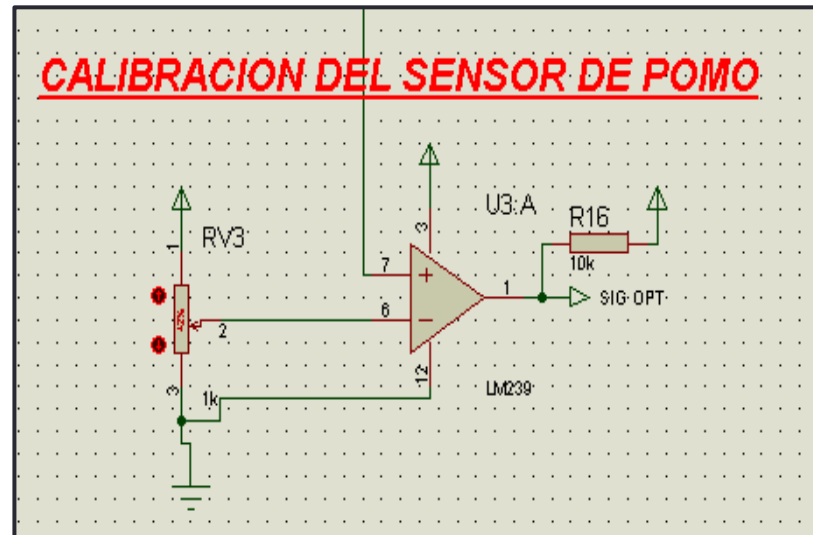 CALIBRACION DEL SENSOR DE POMO
U3:A
R16
RV3
3
1
7
+
1
10k
SIG OPT
6
−
2
12
3
1k
LM239